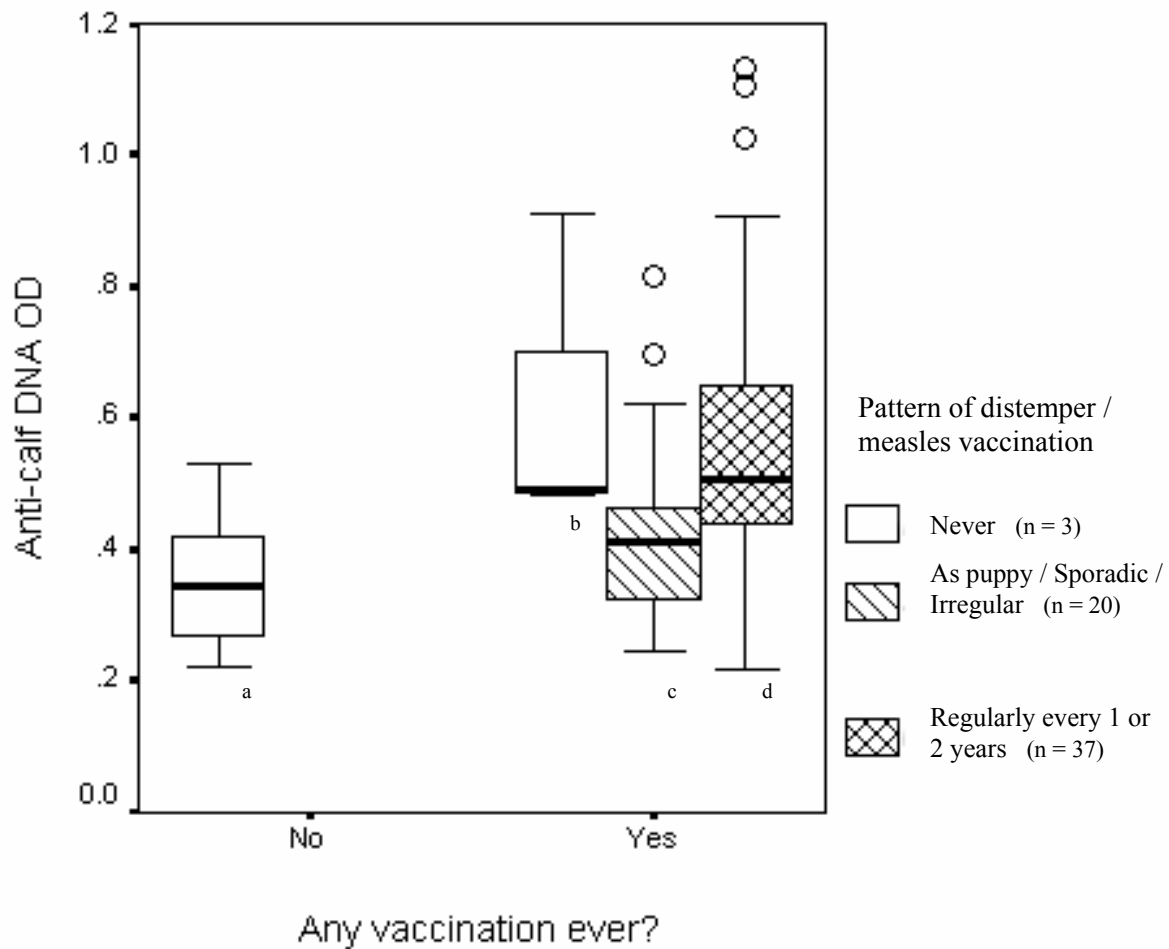 1.2
1.0
.8
.6
.4
.2
0.0
Anti-calf DNA OD
a
b
c
d
No
Yes
Any vaccination ever?
Pattern of distemper /
measles vaccination
Never (n = 3)
As puppy / Sporadic /
Irregular (n = 20)
Regularly every 1 or
2 years (n = 37)